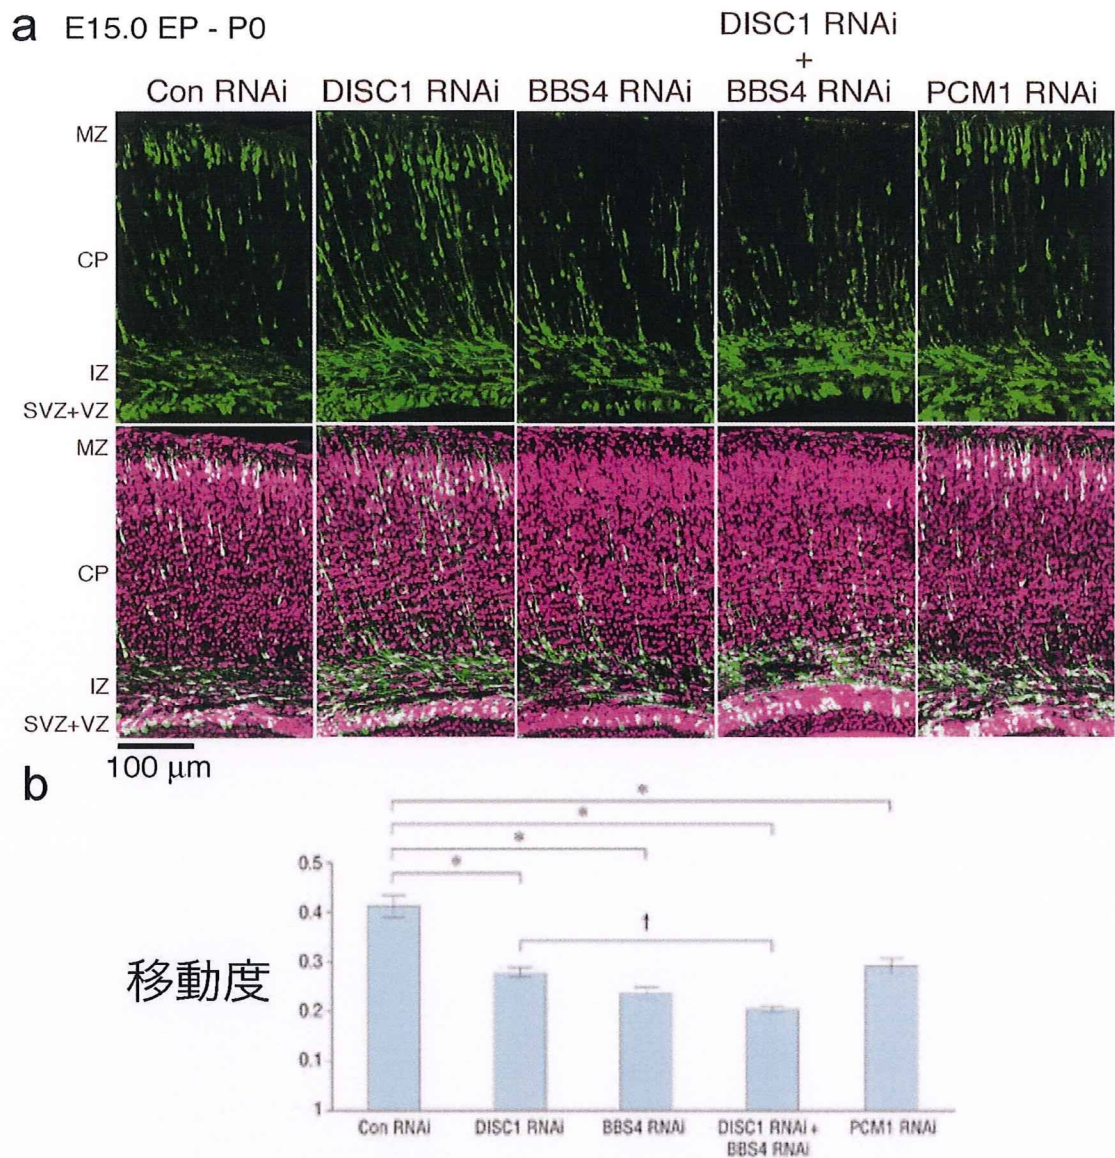 a E15.0 EP - P0
DISC1 RNAi
+
Con RNAi DISC1 RNAi BBS4 RNAi BBS4 RNAi PCM1 RNAi
MZ
CP
IZ
SVZ+VZ
MZ
CP
IZ
SVZ+VZ
100 μm
b
*
*
*
*
0.5
0.4
†
0.3
移動度
0.2
0.1
1
Con RNAi DISC1 RNAi BBS4 RNAi DISC1 RNAi + PCM1 RNAi
BBS4 RNAi